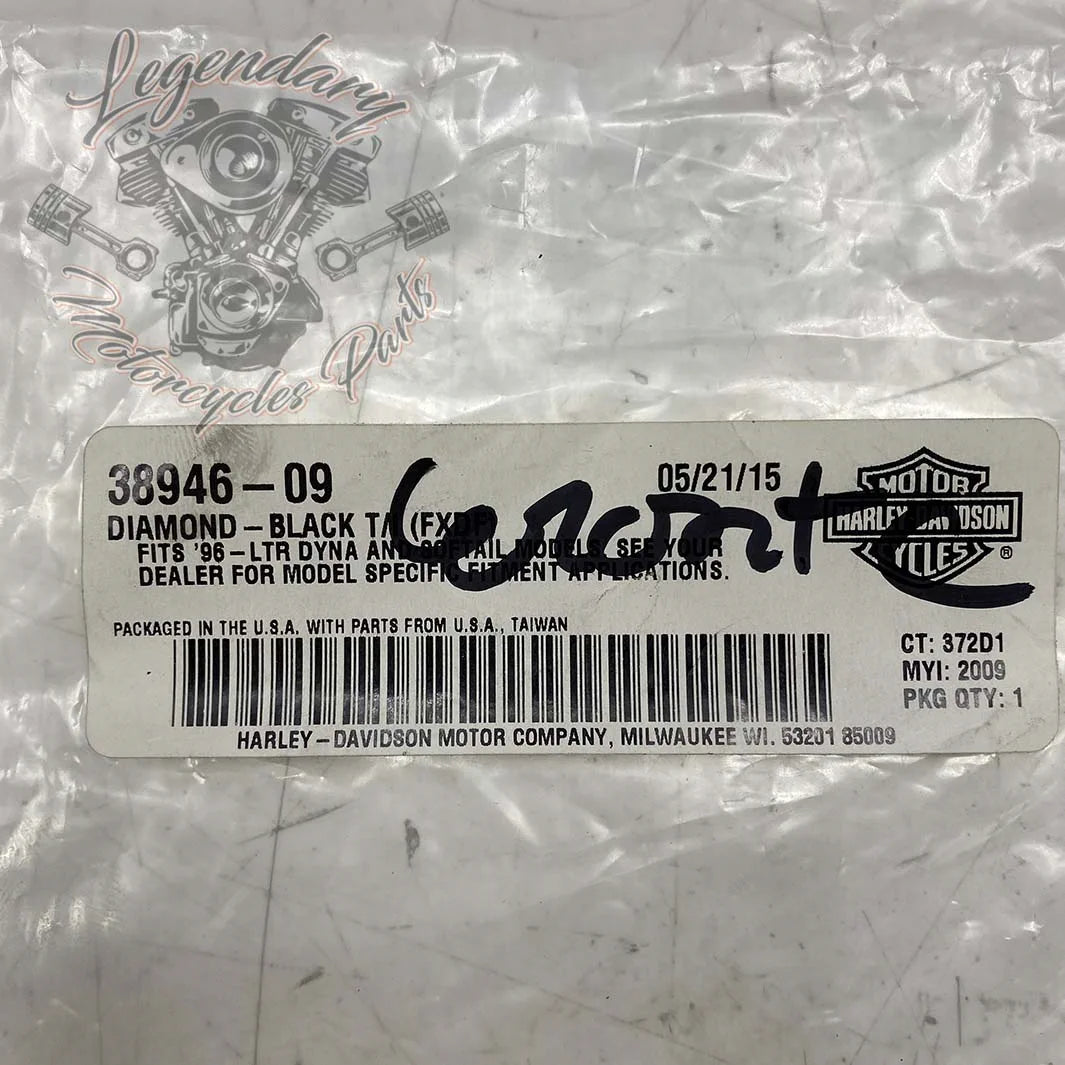 Legendary
Motorcycles Parts
38946-09
05/21/15
DIAMOND-BLACK T/I (FXDF)
FITS '96-LTR DYNA AND SOFTAIL MODELS. SEE YOUR
DEALER FOR MODEL SPECIFIC FITMENT APPLICATIONS.
MOTOR
HARLEY-DAVIDSON
CYCLES
®
PACKAGED IN THE U.S.A. WITH PARTS FROM U.S.A., TAIWAN
CT: 372D1
MYI: 2009
PKG QTY: 1
HARLEY-DAVIDSON MOTOR COMPANY, MILWAUKEE WI. 53201 85009